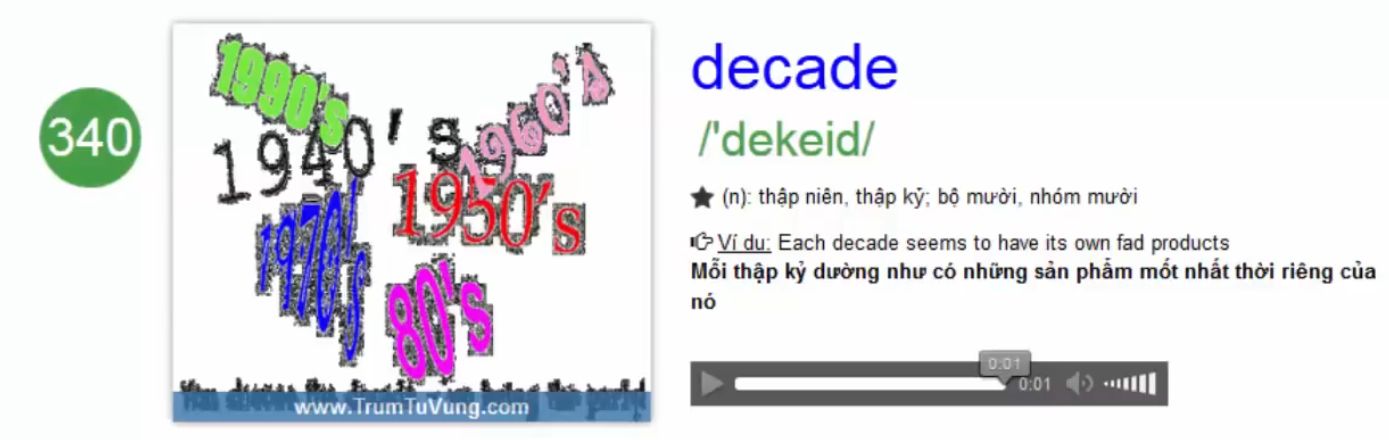 340
1990's
1940's
1960's
1950's
1970's
80's
www.TrumTuVung.com
decade
/'dekeid/
(n): thập niên, thập kỷ; bộ mười, nhóm mười
Ví dụ: Each decade seems to have its own fad products
Mỗi thập kỷ dường như có những sản phẩm mốt nhất thời riêng của
nó
0:01
0:01